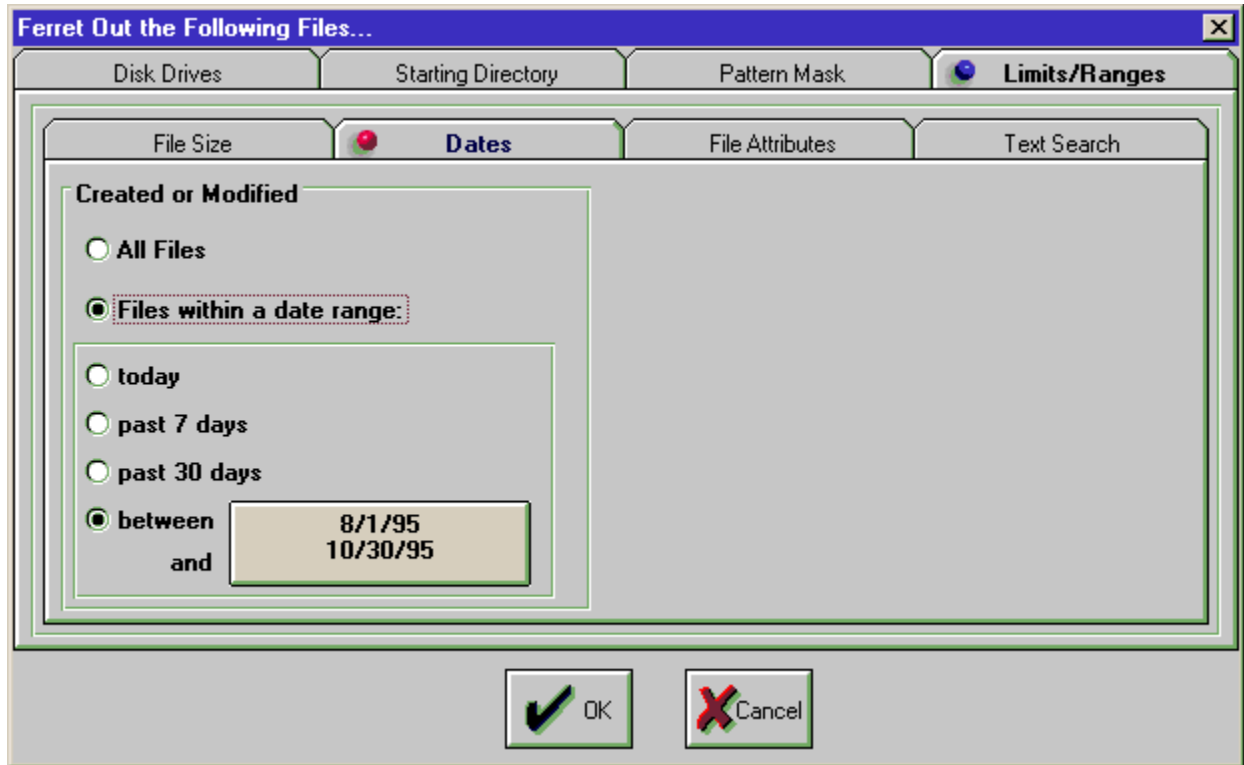 Ferret Out the Following Files...
Disk Drives
Starting Directory
Pattern Mask
Limits/Ranges
File Size
Dates
File Attributes
Text Search
Created or Modified
All Files
Files within a date range:
today
past 7 days
past 30 days
between
8/1/95
and
10/30/95
OK
Cancel